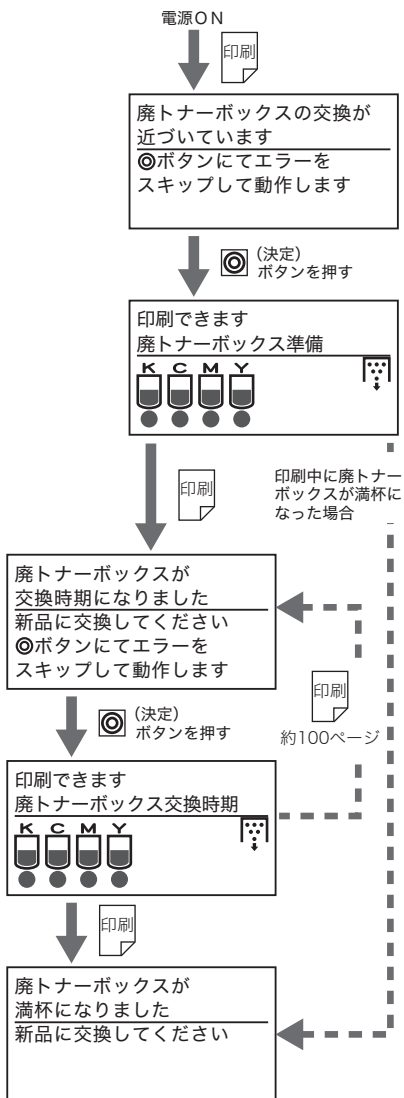 電源ON
印刷
廃トナーボックスの交換が
近づいています
◎ボタンにてエラーを
スキップして動作します
◎ (決定)
ボタンを押す
印刷できます
廃トナーボックス準備
K C M Y
印刷
印刷中に廃トナー
ボックスが満杯に
なった場合
廃トナーボックスが
交換時期になりました
新品に交換してください
◎ボタンにてエラーを
スキップして動作します
◎ (決定)
ボタンを押す
印刷
約100ページ
印刷できます
廃トナーボックス交換時期
K C M Y
印刷
廃トナーボックスが
満杯になりました
新品に交換してください